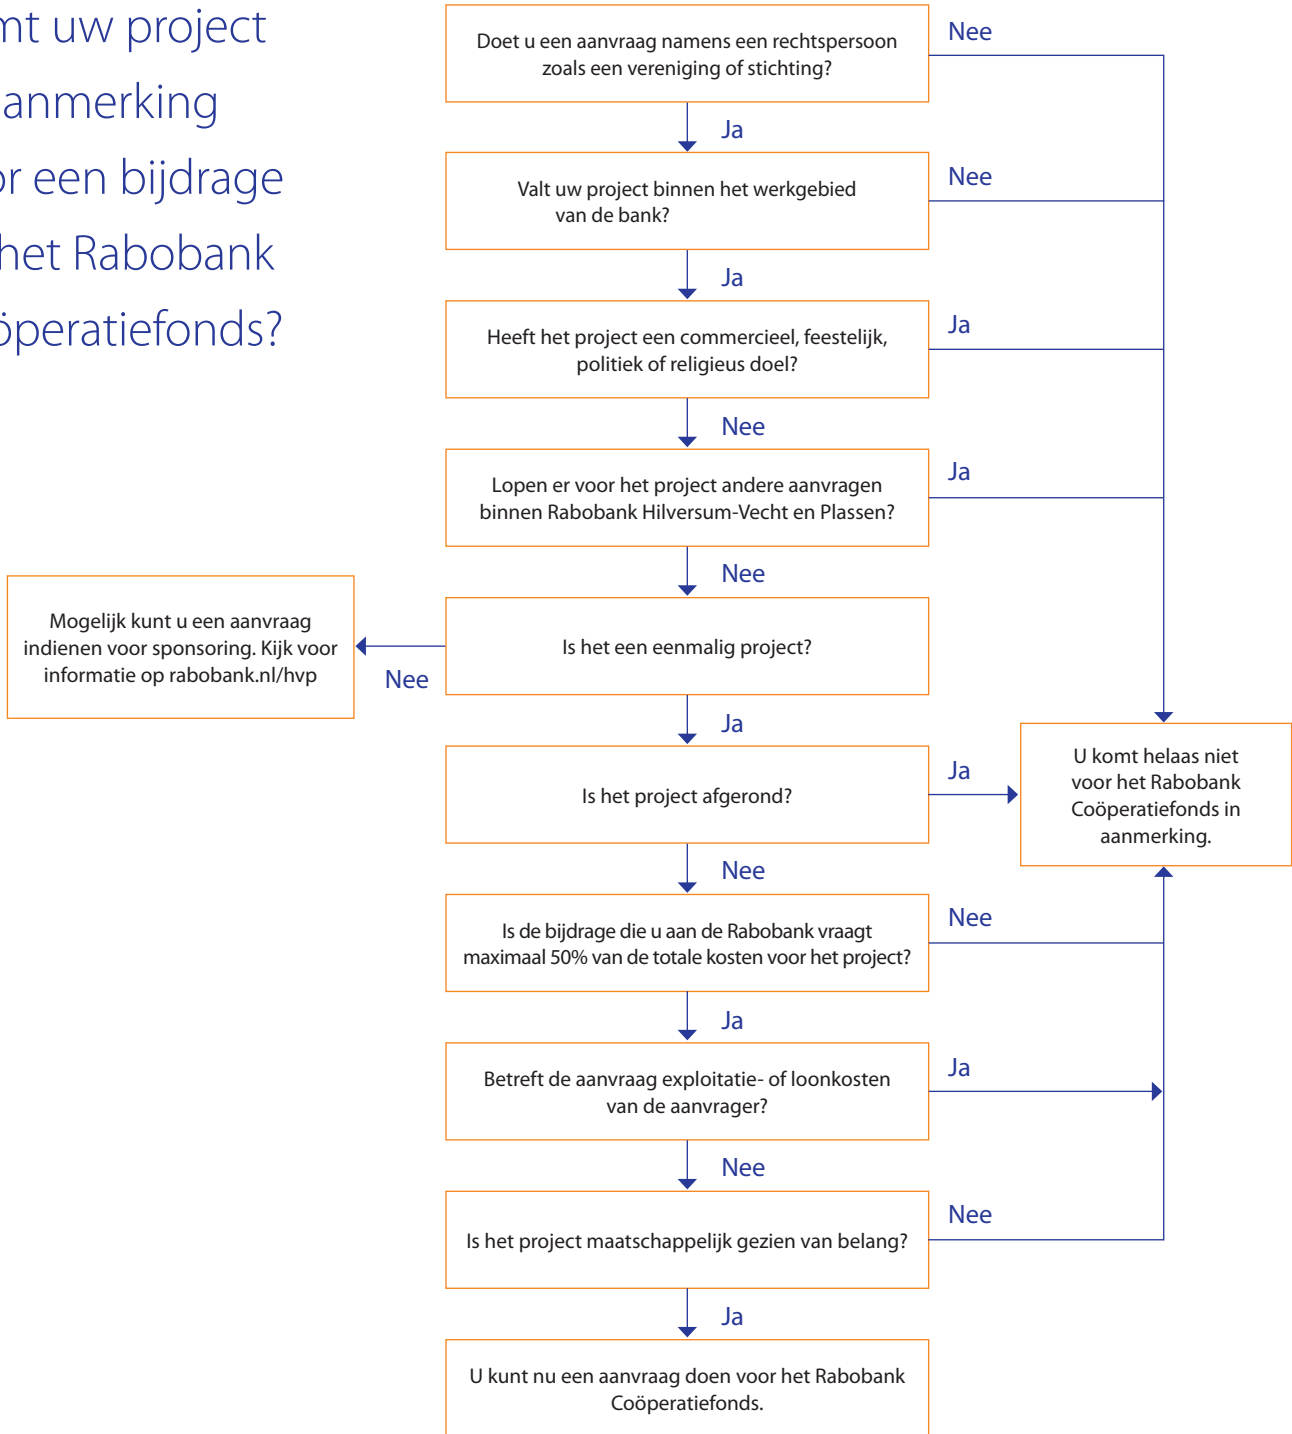 mt uw project
anmerking
or een bijdrage
het Rabobank
öperatiefonds?
Doet u een aanvraag namens een rechtspersoon
zoals een vereniging of stichting?
Nee
Ja
Valt uw project binnen het werkgebied
van de bank?
Nee
Ja
Heeft het project een commercieel, feestelijk,
politiek of religieus doel?
Ja
Nee
Lopen er voor het project andere aanvragen
binnen Rabobank Hilversum-Vecht en Plassen?
Ja
Nee
Is het een eenmalig project?
Nee
Mogelijk kunt u een aanvraag
indienen voor sponsoring. Kijk voor
informatie op rabobank.nl/hvp
Ja
Is het project afgerond?
Ja
U komt helaas niet
voor het Rabobank
Coöperatiefonds in
aanmerking.
Nee
Is de bijdrage die u aan de Rabobank vraagt
maximaal 50% van de totale kosten voor het project?
Nee
Ja
Betreft de aanvraag exploitatie- of loonkosten
van de aanvrager?
Ja
Nee
Is het project maatschappelijk gezien van belang?
Nee
Ja
U kunt nu een aanvraag doen voor het Rabobank
Coöperatiefonds.